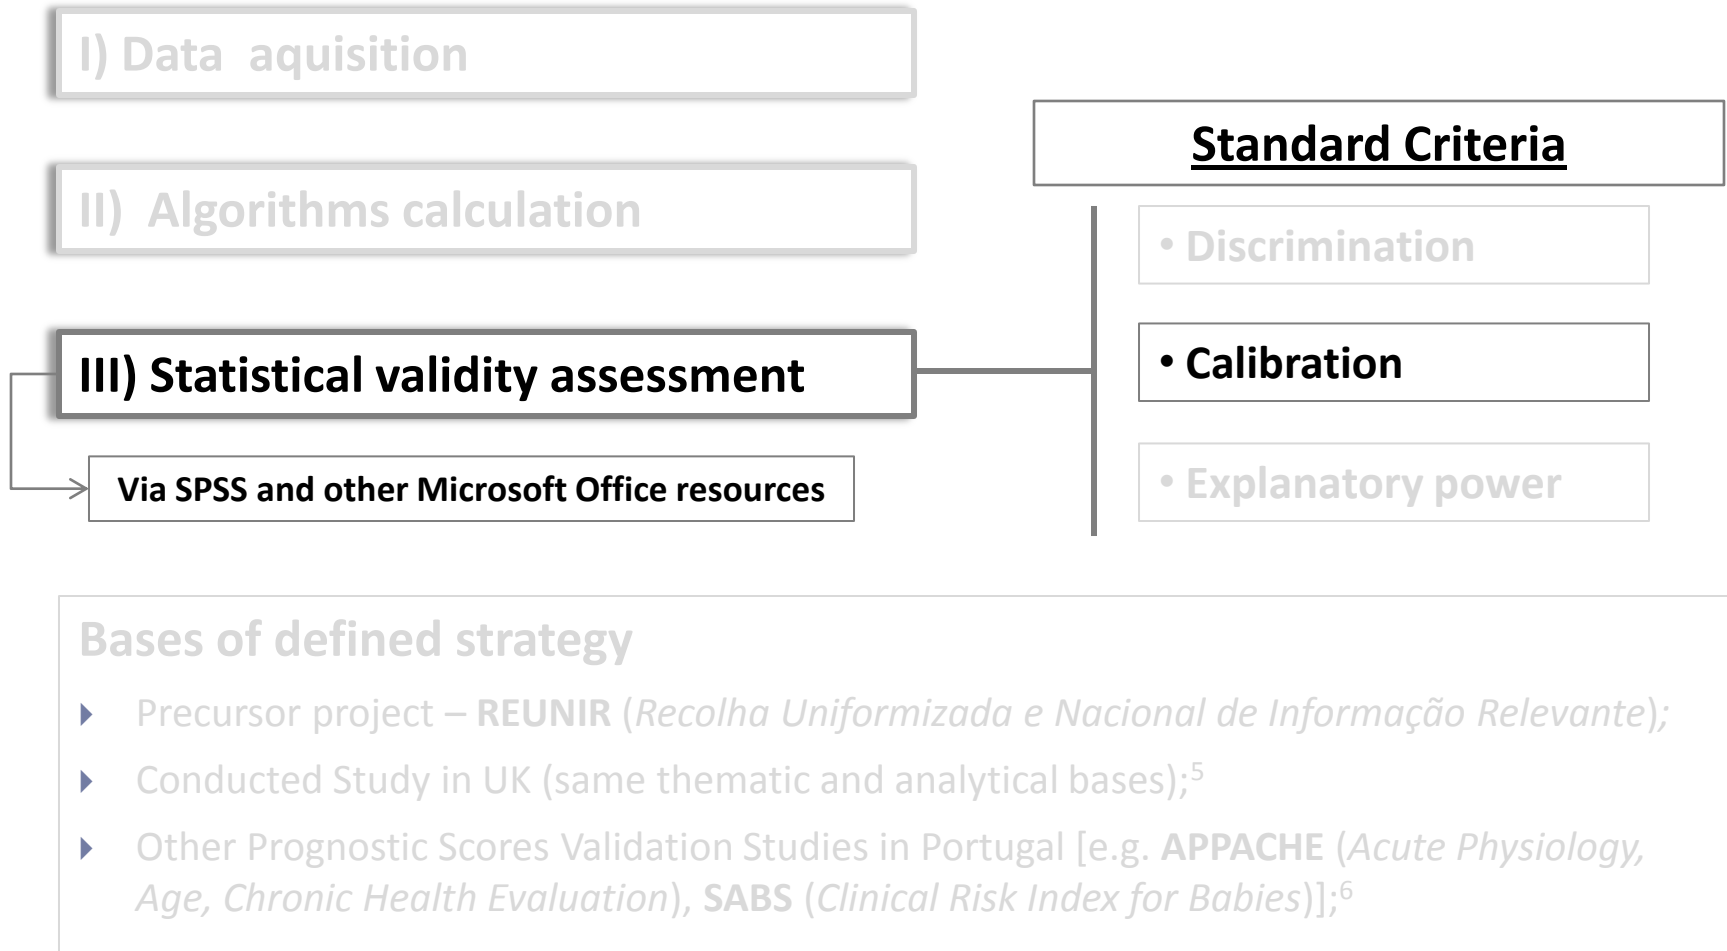 I) Data aquisition
II) Algorithms calculation
III) Statistical validity assessment
Via SPSS and other Microsoft Office resources
Standard Criteria
• Discrimination
• Calibration
• Explanatory power
Bases of defined strategy
Precursor project – REUNIR (Recolha Uniformizada e Nacional de Informação Relevante);
Conducted Study in UK (same thematic and analytical bases);5
Other Prognostic Scores Validation Studies in Portugal [e.g. APPACHE (Acute Physiology,
Age, Chronic Health Evaluation), SABS (Clinical Risk Index for Babies)];6